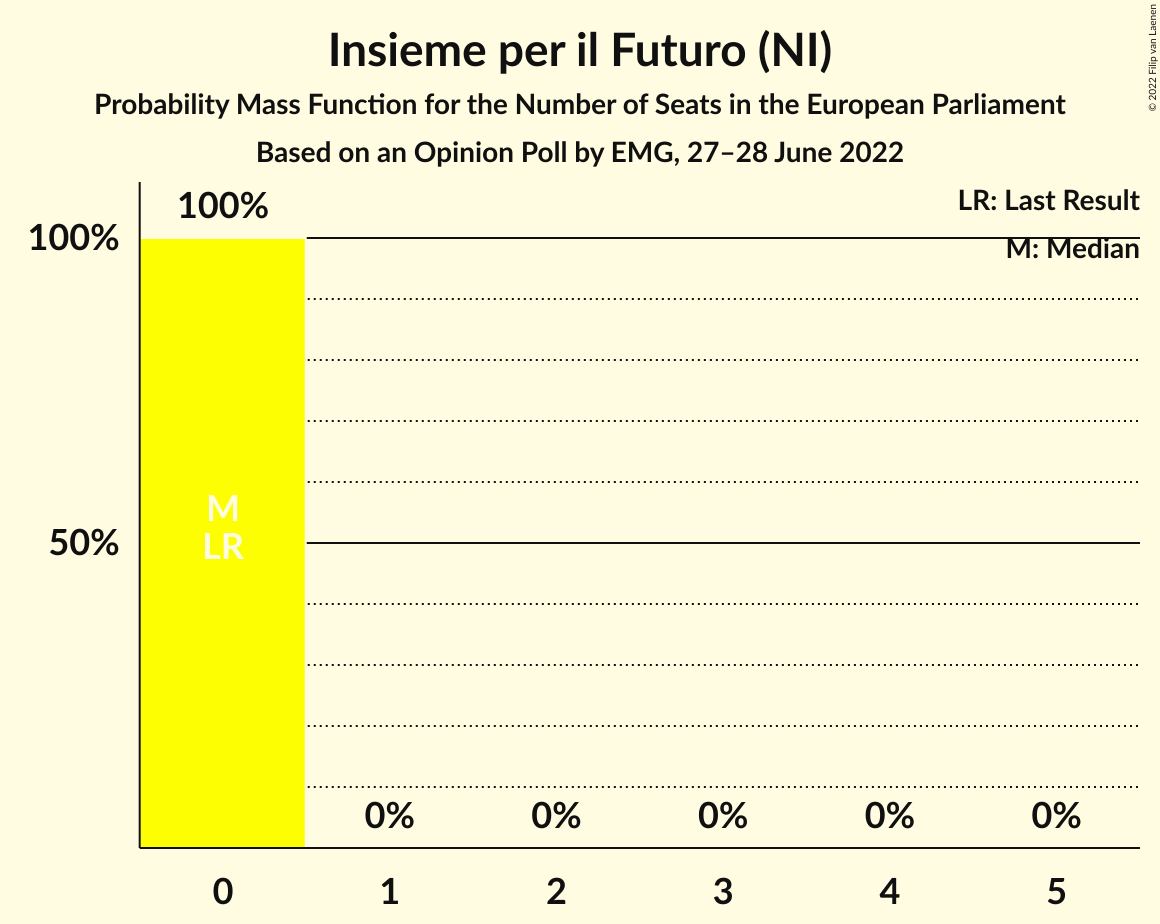 Insieme per il Futuro (NI)
Probability Mass Function for the Number of Seats in the European Parliament
Based on an Opinion Poll by EMG, 27–28 June 2022
© 2022 Filip van Laenen
LR: Last Result
M: Median
100%
100%
50%
M
LR
0%
0%
0%
0%
0%
0
1
2
3
4
5